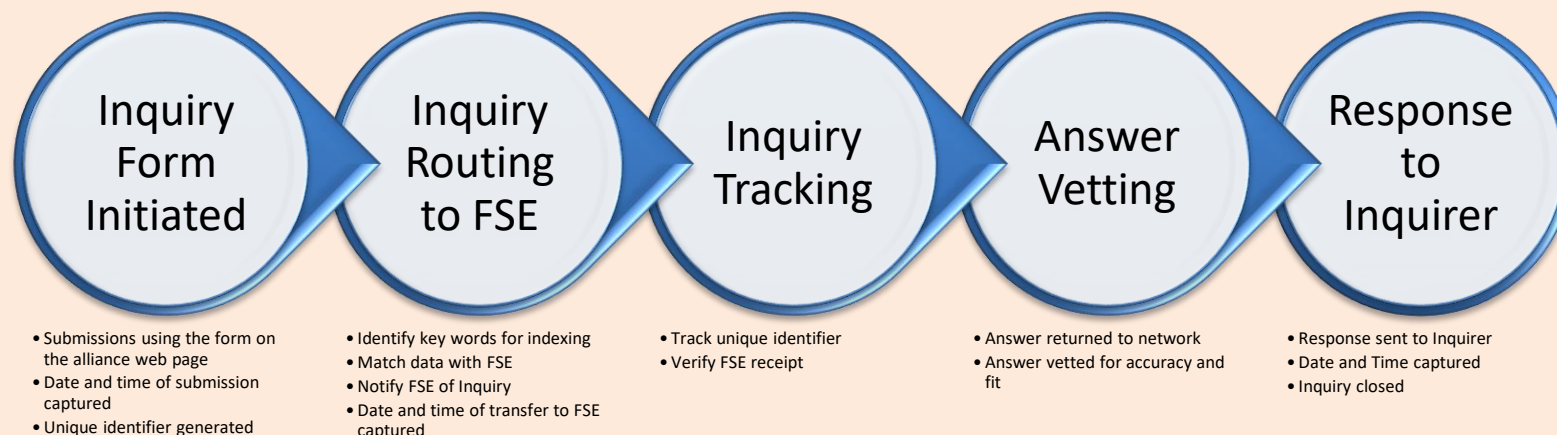 Inquiry
Form
Initiated
• Submissions using the form on
the alliance web page
• Date and time of submission
captured
• Unique identifier generated
Inquiry
Routing
to FSE
• Identify key words for indexing
• Match data with FSE
• Notify FSE of Inquiry
• Date and time of transfer to FSE
captured
Inquiry
Tracking
• Track unique identifier
• Verify FSE receipt
Answer
Vetting
• Answer returned to network
• Answer vetted for accuracy and
fit
Response
to
Inquirer
• Response sent to Inquirer
• Date and Time captured
• Inquiry closed